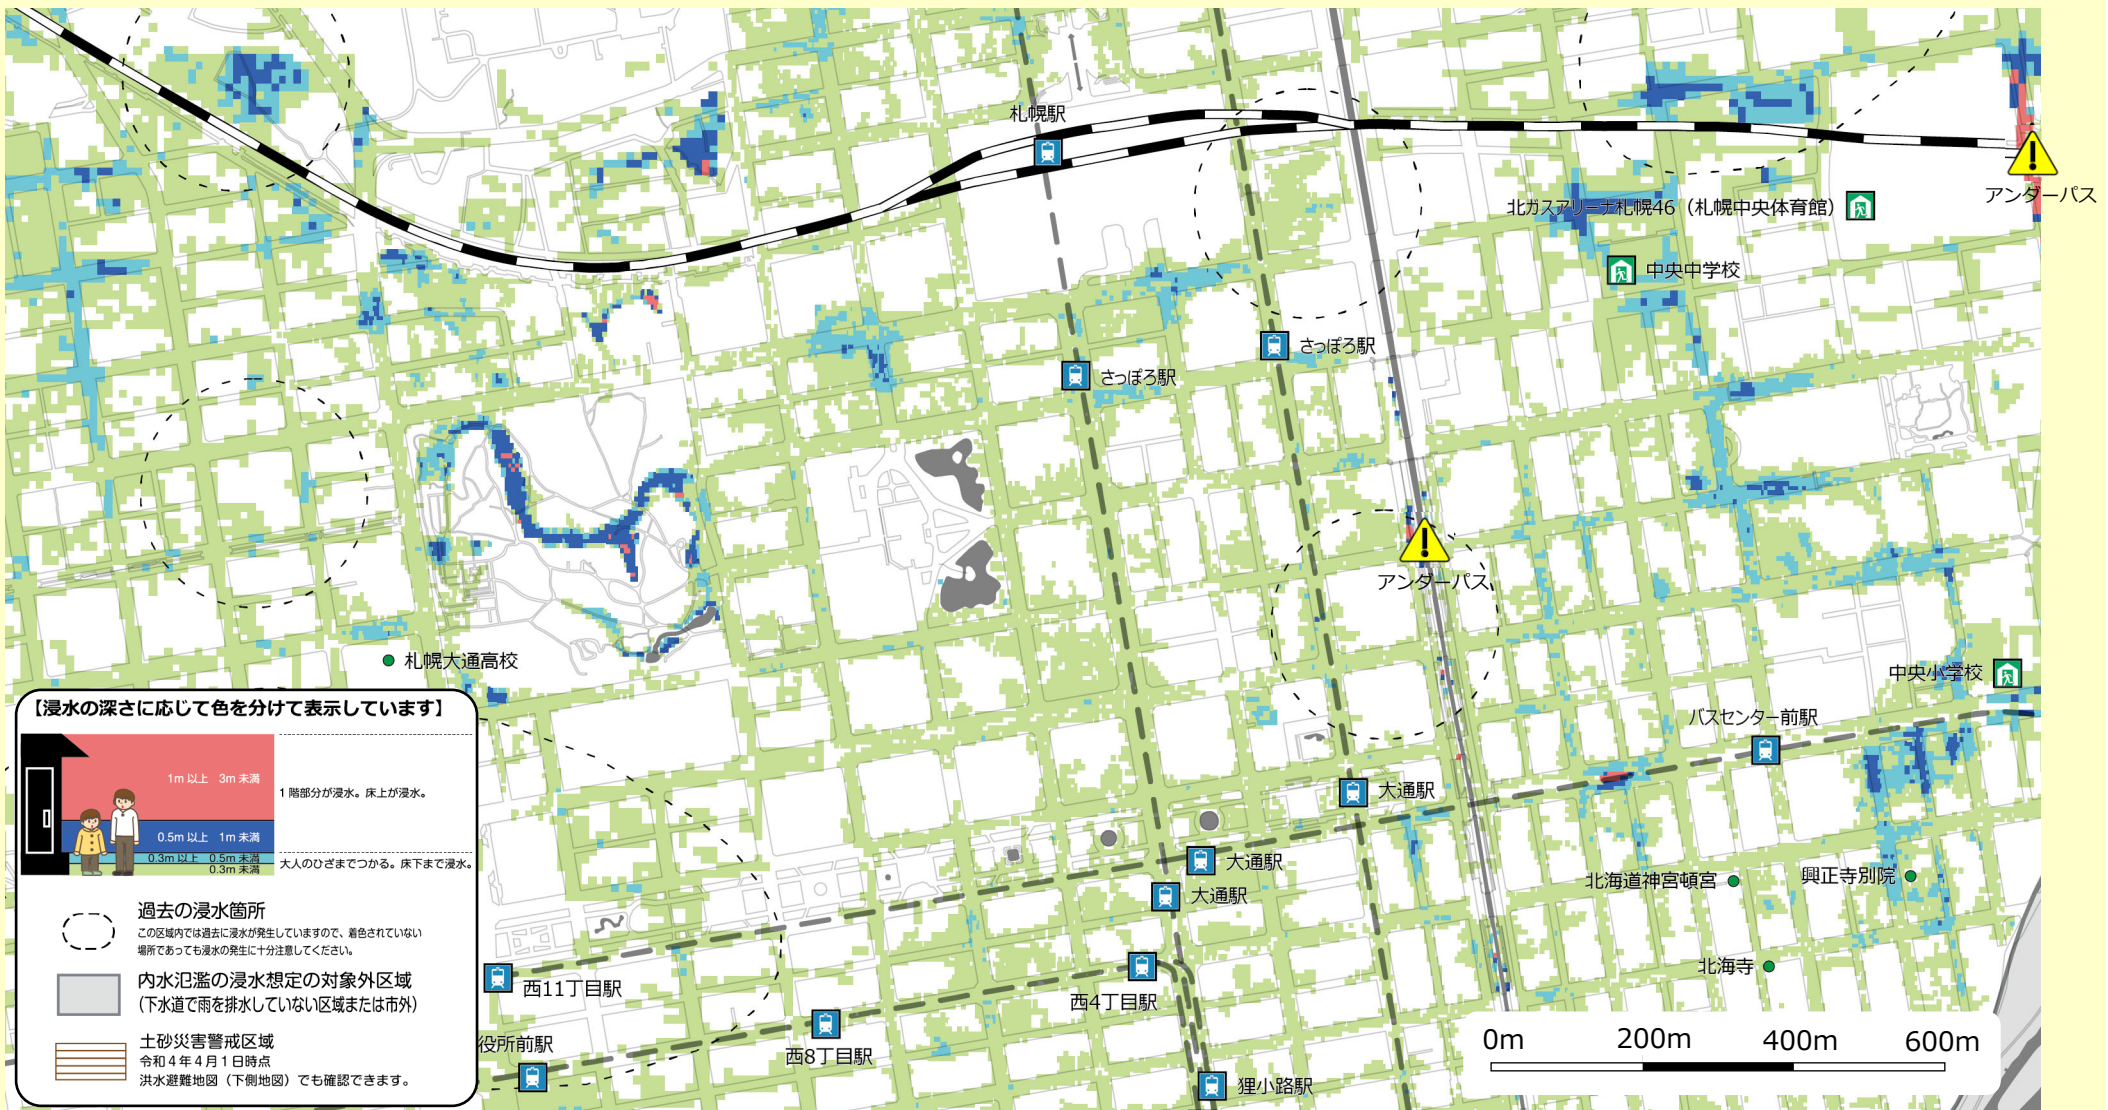 札幌駅
アンダーパス
北ガスアリーナ札幌46（札幌中央体育館）
中央中学校
さっぽろ駅
さっぽろ駅
アンダーパス
札幌大通高校
中央小学校
バスセンター前駅
大通駅
大通駅
大通駅
北海道神宮頓宮
興正寺別院
北海寺
西11丁目駅
西4丁目駅
西8丁目駅
役所前駅
狸小路駅
【浸水の深さに応じて色を分けて表示しています】
1m 以上　3m 未満
1 階部分が浸水。床上が浸水。
0.5m 以上　1m 未満
0.3m 以上　0.5m 未満
0.3m 未満
大人のひざまでつかる。床下まで浸水。
過去の浸水箇所
この区域内では過去に浸水が発生していますので、着色されていない
場所であっても浸水の発生に十分注意してください。
内水氾濫の浸水想定の対象外区域
(下水道で雨を排水していない区域または市外)
土砂災害警戒区域
令和４年４月１日時点
洪水避難地図（下側地図）でも確認できます。
0m 200m 400m 600m